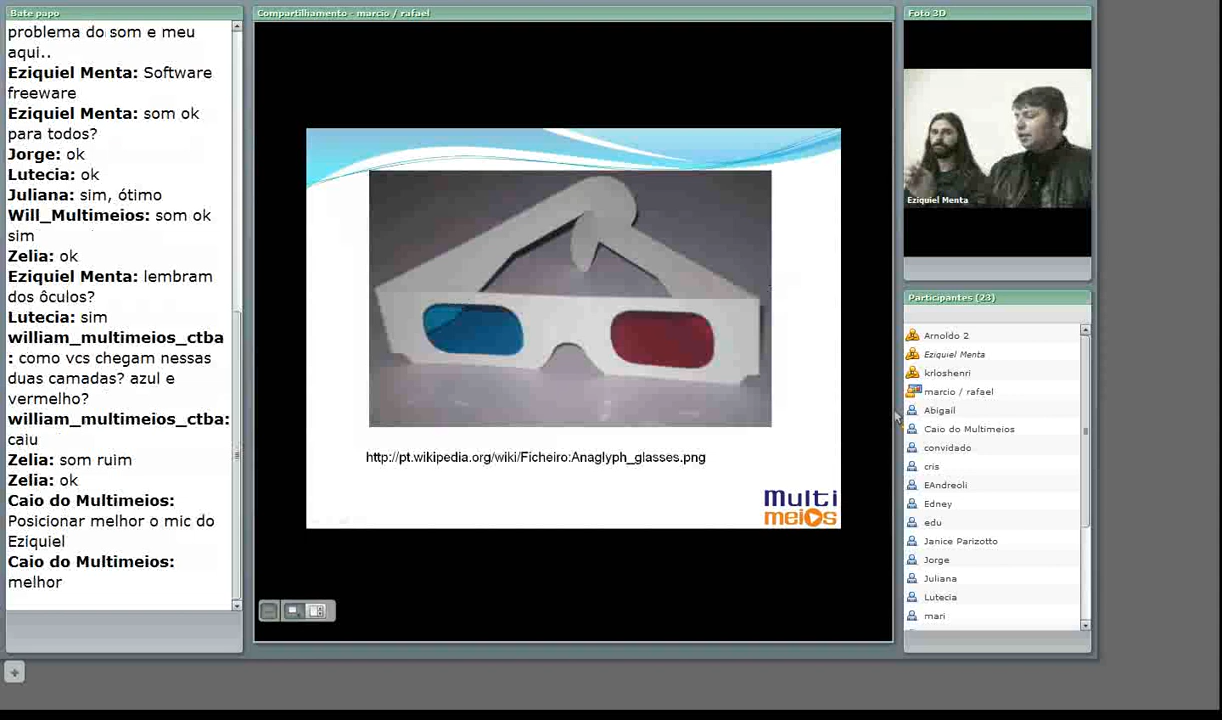 Bate papo
problema do som e meu
aqui..
Eziquiel Menta: Software
freeware
Eziquiel Menta: som ok
para todos?
Jorge: ok
Lutecia: ok
Juliana: sim, ótimo
Will_Multimeios: som ok
sim
Zelia: ok
Eziquiel Menta: lembram
dos ôculos?
Lutecia: sim
william_multimeios_ctba
: como vcs chegam nessas
duas camadas? azul e
vermelho?
william_multimeios_ctba:
caiu
Zelia: som ruim
Zelia: ok
Caio do Multimeios:
Posicionar melhor o mic do
Eziquiel
Caio do Multimeios:
melhor
Compartilhamento - marcio / rafael
http://pt.wikipedia.org/wiki/Ficheiro:Anaglyph_glasses.png
Multi
meios
Foto 3D
Eziquiel Menta
Participantes (23)
Arnoldo 2
Eziquiel Menta
krloshenri
marcio / rafael
Abigail
Caio do Multimeios
convidado
cris
EAndreoli
Edney
edu
Janice Parizotto
Jorge
Juliana
Lutecia
mari